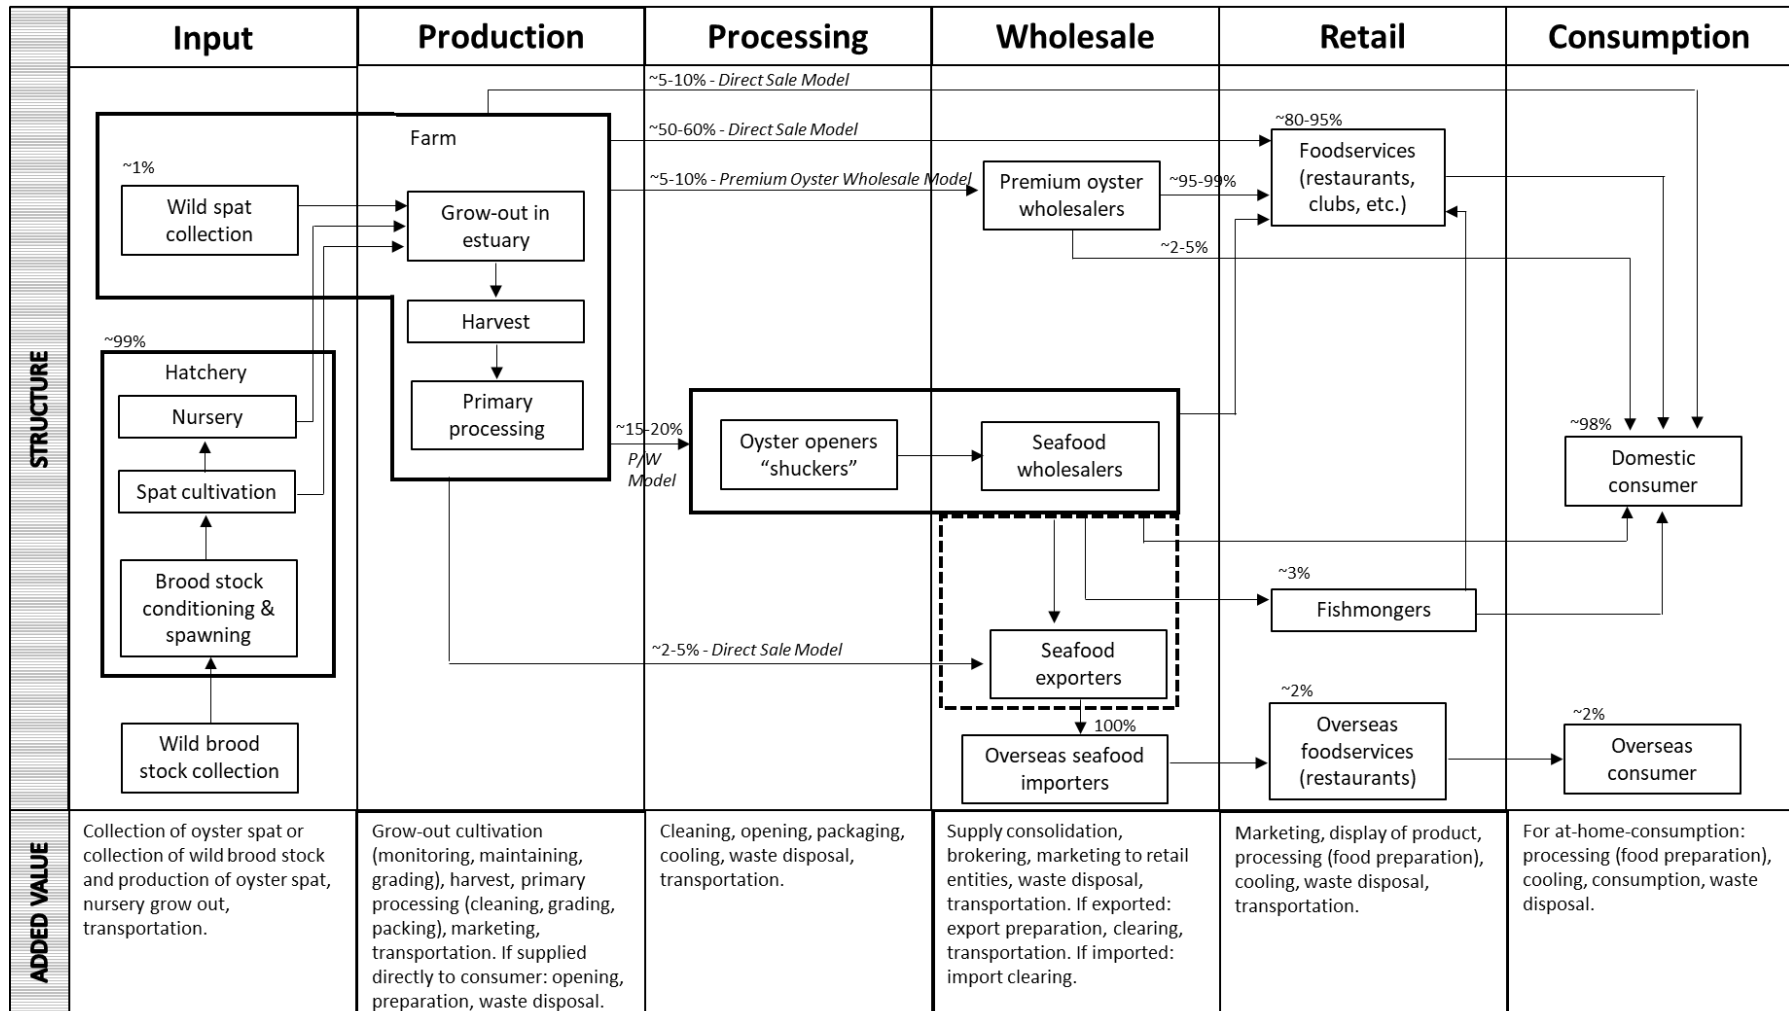 Input
Production
Processing
Wholesale
Retail
Consumption
STRUCTURE
~5-10% - Direct Sale Model
~50-60% - Direct Sale Model
~5-10% - Premium Oyster Wholesale Model
Farm
~1%
Wild spat
collection
Grow-out in
estuary
Harvest
Primary
processing
~99%
Hatchery
Nursery
Spat cultivation
Brood stock
conditioning &
spawning
Wild brood
stock collection
~15-20%
P/W
Model
Oyster openers
“shuckers”
Seafood
wholesalers
Premium oyster
wholesalers
~95-99%
~2-5%
~80-95%
Foodservices
(restaurants,
clubs, etc.)
~98%
Domestic
consumer
~3%
Fishmongers
~2-5% - Direct Sale Model
Seafood
exporters
100%
Overseas seafood
importers
~2%
Overseas
foodservices
(restaurants)
~2%
Overseas
consumer
ADDED VALUE
Collection of oyster spat or
collection of wild brood stock
and production of oyster spat,
nursery grow out,
transportation.
Grow-out cultivation
(monitoring, maintaining,
grading), harvest, primary
processing (cleaning, grading,
packing), marketing,
transportation. If supplied
directly to consumer: opening,
preparation, waste disposal.
Cleaning, opening, packaging,
cooling, waste disposal,
transportation.
Supply consolidation,
brokering, marketing to retail
entities, waste disposal,
transportation. If exported:
export preparation, clearing,
transportation. If imported:
import clearing.
Marketing, display of product,
processing (food preparation),
cooling, waste disposal,
transportation.
For at-home-consumption:
processing (food preparation),
cooling, consumption, waste
disposal.